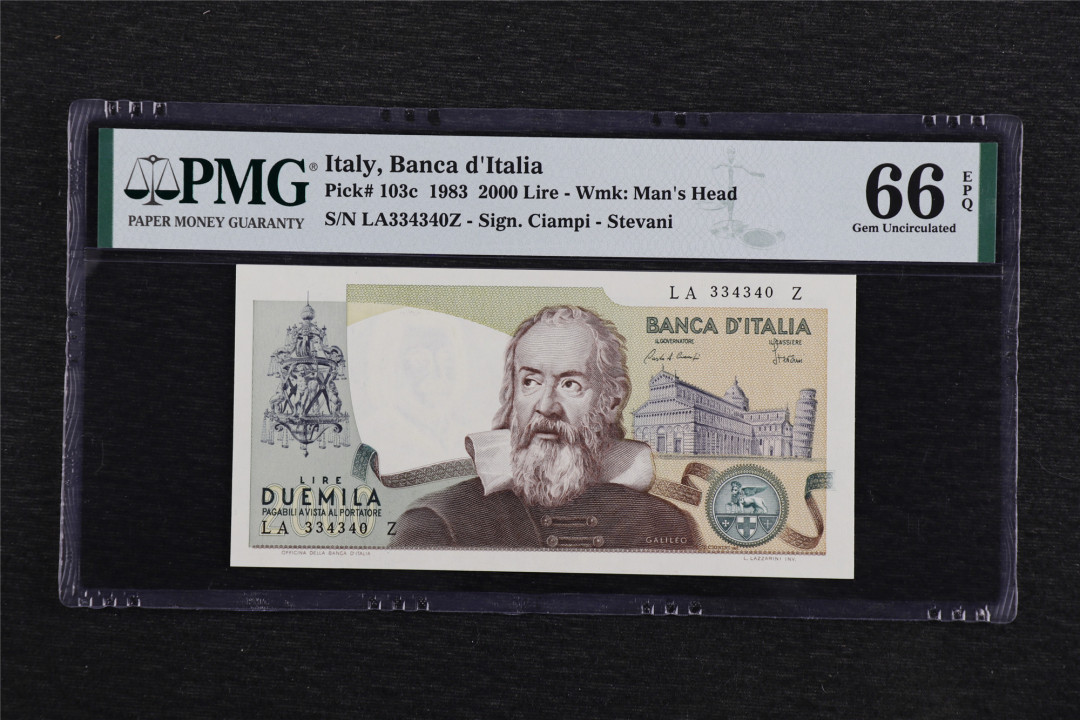 PMG®
PAPER MONEY GUARANTY
Italy, Banca d'Italia
Pick# 103c 1983 2000 Lire - Wmk: Man's Head
S/N LA334340Z - Sign. Ciampi - Stevani
66
EPQ
Gem Uncirculated
LA 334340 Z
BANCA D'ITALIA
IL GOVERNATORE
IL CASSIERE
LIRE
2000
DUEMILA
PAGABILI A VISTA AL PORTATORE
LA 334340 Z
GALILEO
OFFICINA DELLA BANCA D'ITALIA
L. LAZZARINI INV.